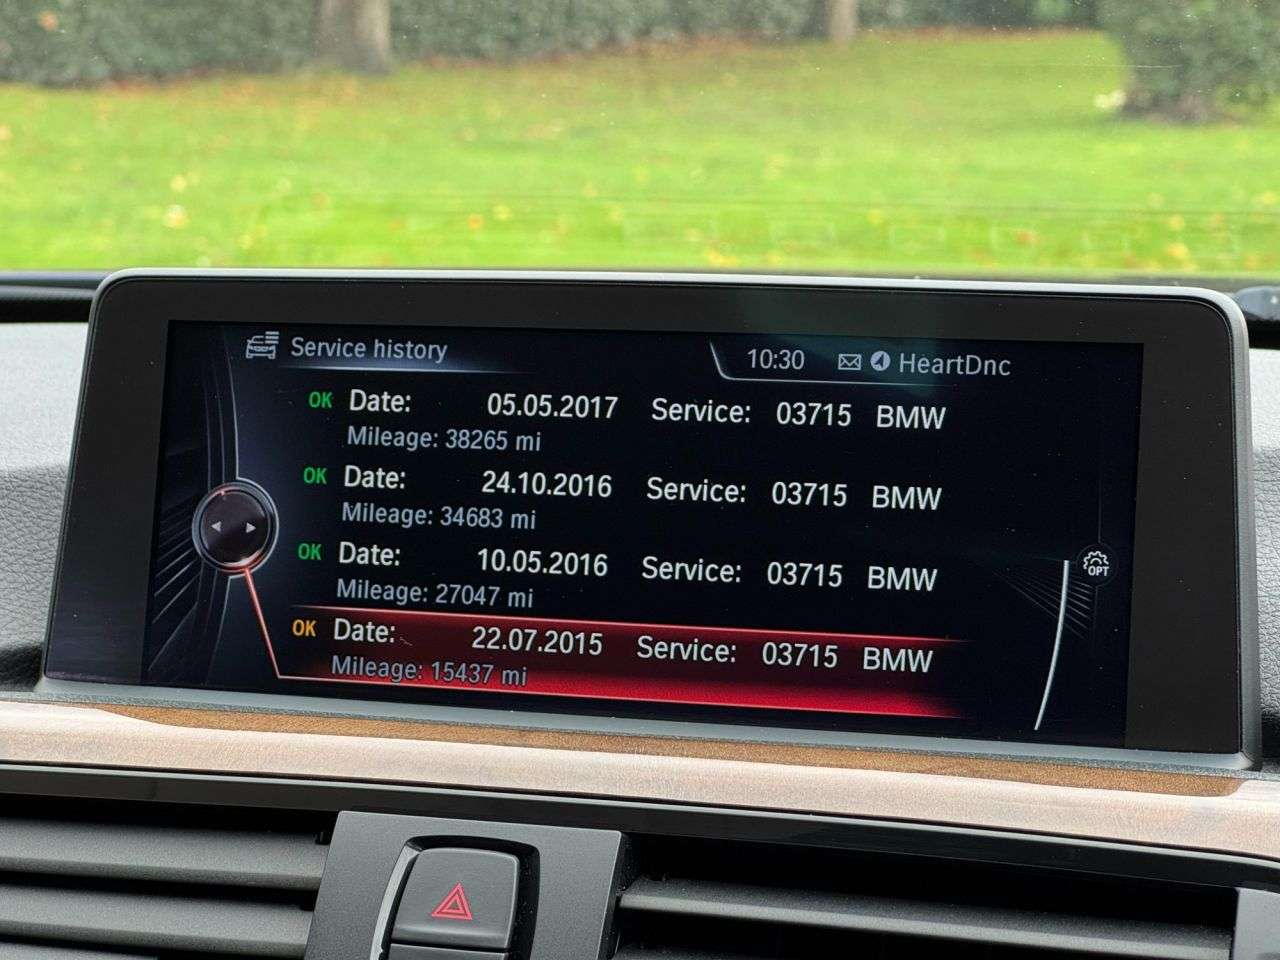 Service history
10:30 HeartDnc
OK Date: 05.05.2017 Service: 03715 BMW
Mileage: 38265 mi
OK Date: 24.10.2016 Service: 03715 BMW
Mileage: 34683 mi
OK Date: 10.05.2016 Service: 03715 BMW
Mileage: 27047 mi
OPT
OK Date: 22.07.2015 Service: 03715 BMW
Mileage: 15437 mi